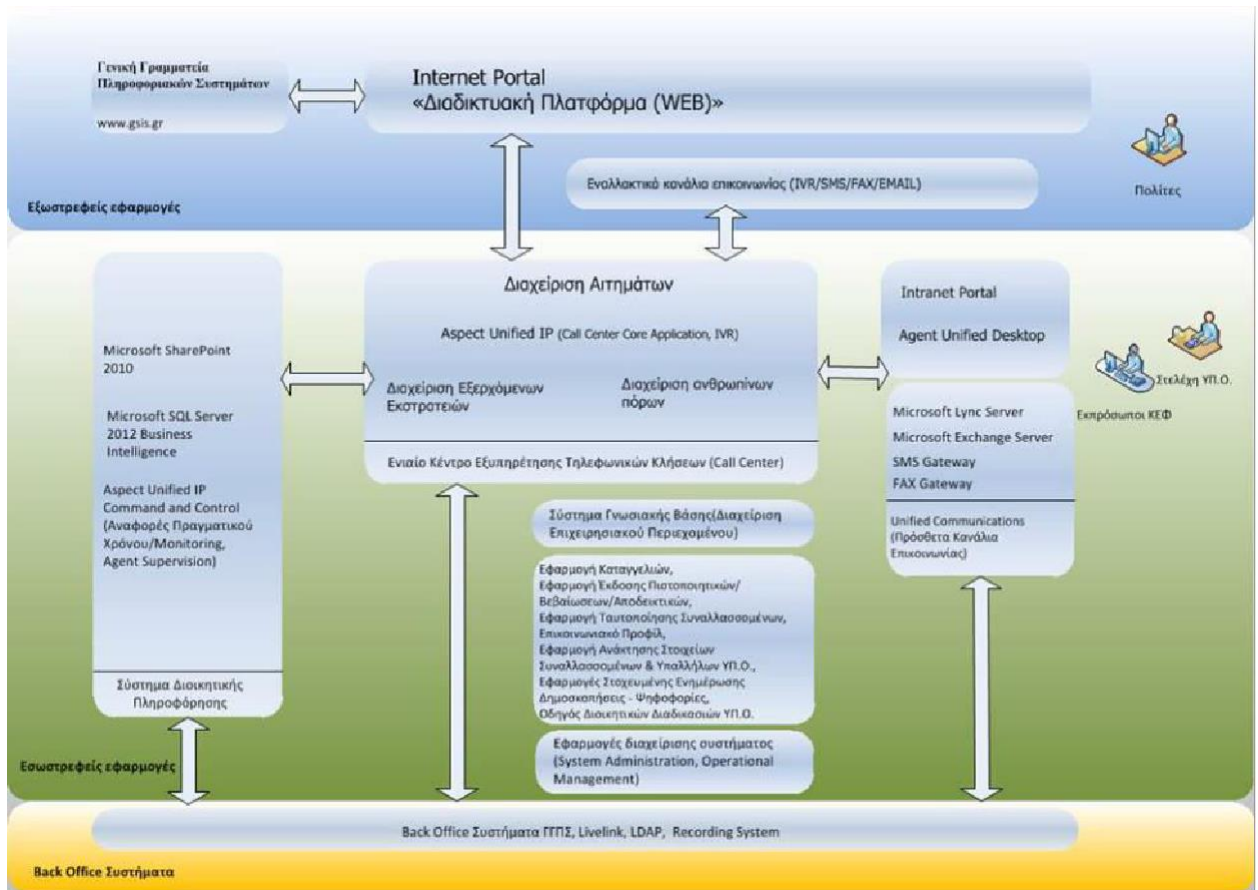 Γενική Γραμματεία
Πληροφοριακών Συστημάτων
www.gsis.gr
Internet Portal
«Διαδικτυακή Πλατφόρμα (WEB)»
Εναλλακτικά κανάλια επικοινωνίας (IVR/SMS/FAX/EMAIL)
Πολίτες
Εξωστρεφείς εφαρμογές
Microsoft SharePoint
2010
Microsoft SQL Server
2012 Business
Intelligence
Aspect Unified IP
Command and Control
(Αναφορές Πραγματικού
Χρόνου/Monitoring,
Agent Supervision)
Σύστημα Διοικητικής
Πληροφόρησης
Διαχείριση Αιτημάτων
Aspect Unified IP (Call Center Core Application, IVR)
Διαχείριση Εξερχόμενων
Εκστρατειών
Διαχείριση ανθρωπίνων
πόρων
Ενιαίο Κέντρο Εξυπηρέτησης Τηλεφωνικών Κλήσεων (Call Center)
Σύστημα Γνωσιακής Βάσης(Διαχείριση
Επιχειρησιακού Περιεχομένου)
Εφαρμογή Καταγγελιών,
Εφαρμογή Έκδοσης Πιστοποιητικών/
Βεβαίωσεων/Αποδεικτικών,
Εφαρμογή Ταυτοποίησης Συναλλασσομένων,
Επικοινωνιακό Προφίλ,
Εφαρμογή Ανάκτησης Στοιχείων
Συναλλασσομένων & Υπαλλήλων ΥΠ.Ο.,
Εφαρμογές Στοχευμένης Ενημέρωσης
Δημοσκοπήσεις - Ψηφοφορίες,
Οδηγός Διοικητικών Διαδικασιών ΥΠ.Ο.
Εφαρμογές διαχείρισης συστήματος
(System Administration, Operational
Management)
Intranet Portal
Agent Unified Desktop
Microsoft Lync Server
Microsoft Exchange Server
SMS Gateway
FAX Gateway
Unified Communications
(Πρόσθετα Κανάλια
Επικοινωνίας)
Στελέχη ΥΠ.Ο.
Εκπρόσωποι ΚΕΦ
Εσωστρεφείς εφαρμογές
Back Office Συστήματα ΓΓΠΣ, Livelink, LDAP, Recording System
Back Office Συστήματα